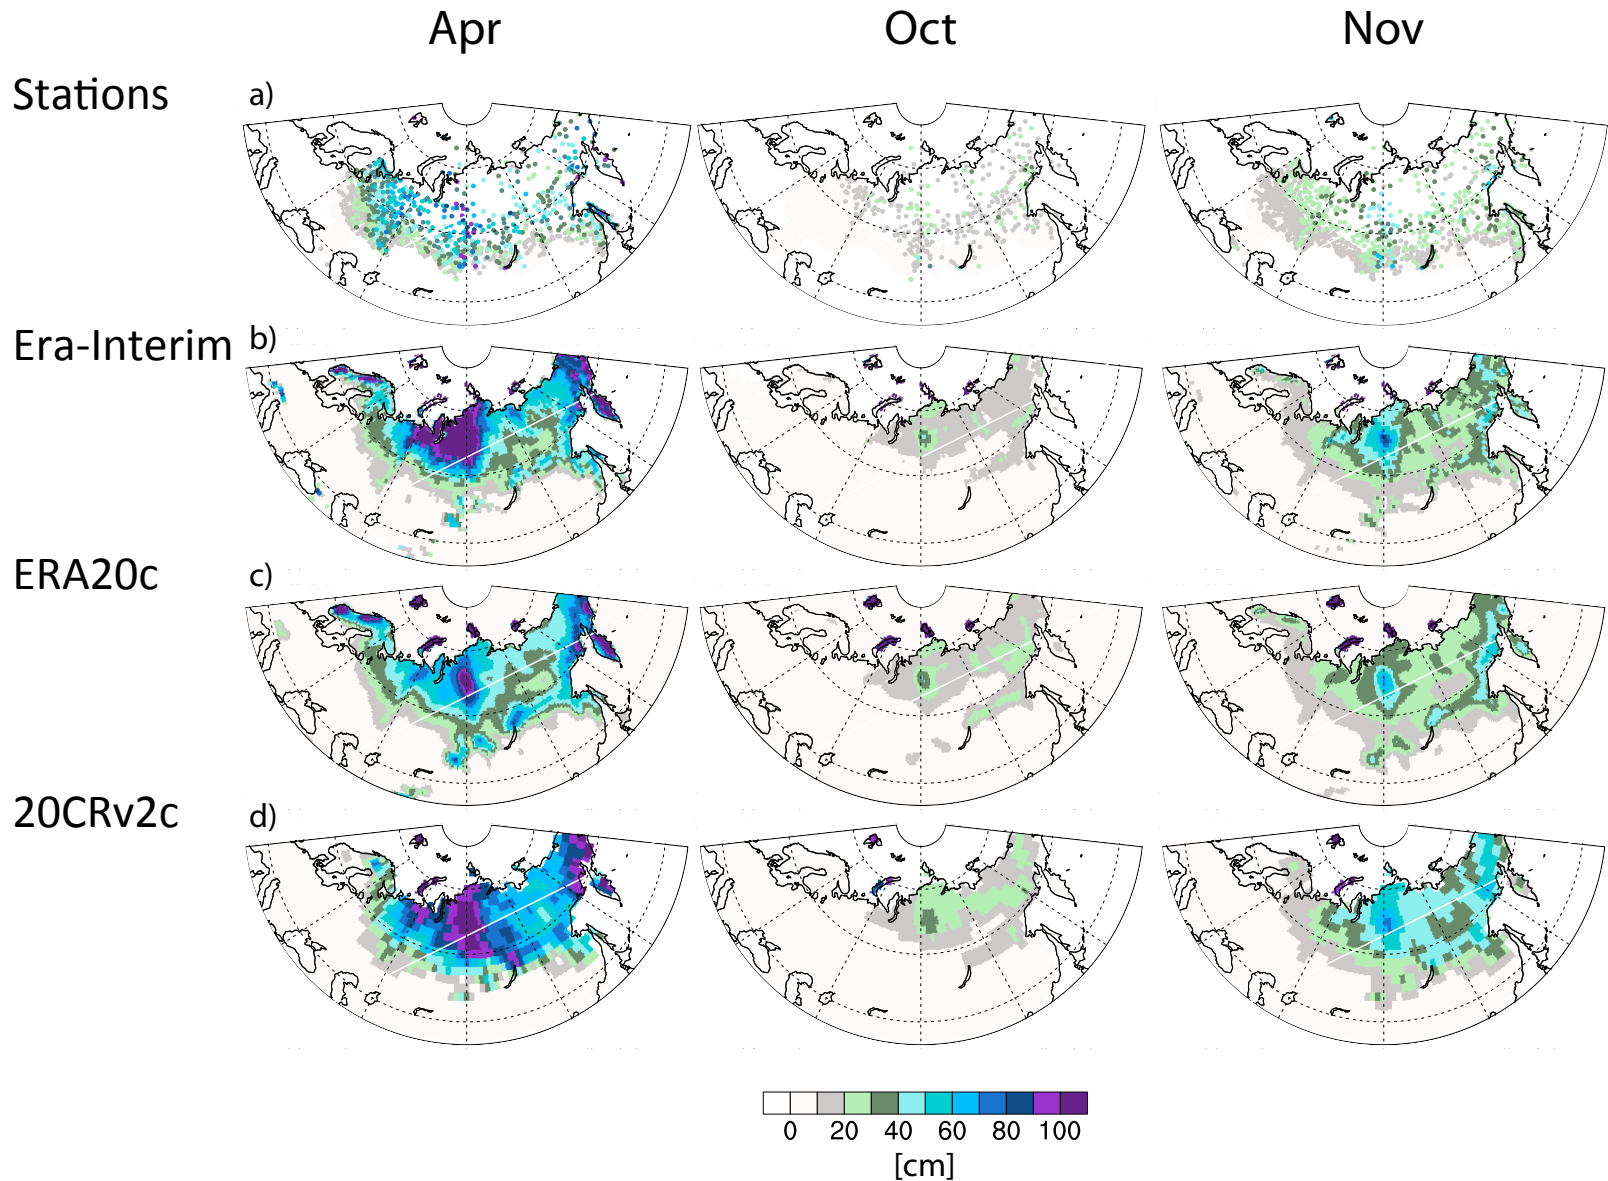 Apr Oct Nov
Stations
a)
Era-Interim
b)
ERA20c
c)
20CRv2c
d)
0 20 40 60 80 100
[cm]